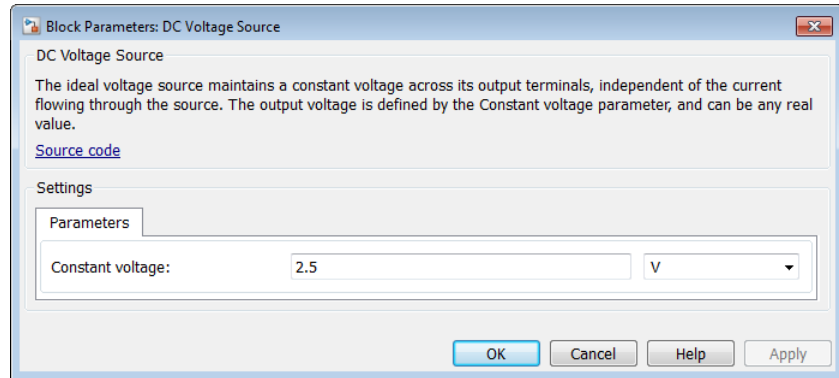 Block Parameters: DC Voltage Source
DC Voltage Source
The ideal voltage source maintains a constant voltage across its output terminals, independent of the current
flowing through the source. The output voltage is defined by the Constant voltage parameter, and can be any real
value.
Source code
Settings
Parameters
Constant voltage: 2.5 V
OK Cancel Help Apply